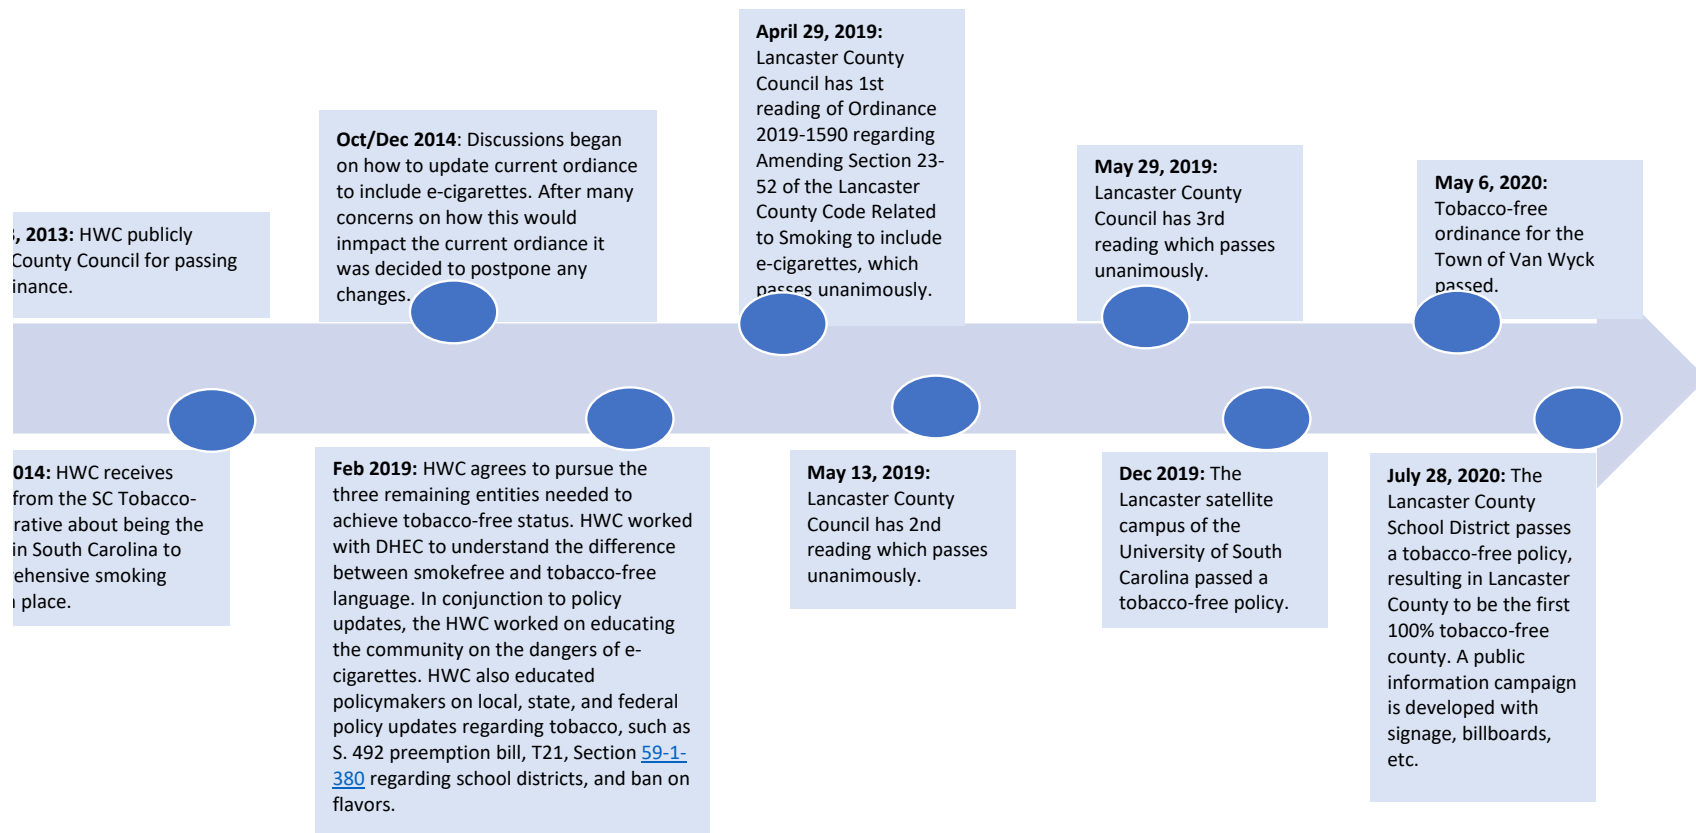 , 2013: HWC publicly
County Council for passing
inance.
Oct/Dec 2014: Discussions began
on how to update current ordiance
to include e-cigarettes. After many
concerns on how this would
inmpact the current ordiance it
was decided to postpone any
changes.
April 29, 2019:
Lancaster County
Council has 1st
reading of Ordinance
2019-1590 regarding
Amending Section 23-
52 of the Lancaster
County Code Related
to Smoking to include
e-cigarettes, which
passes unanimously.
May 29, 2019:
Lancaster County
Council has 3rd
reading which passes
unanimously.
May 6, 2020:
Tobacco-free
ordinance for the
Town of Van Wyck
passed.
014: HWC receives
from the SC Tobacco-
rative about being the
in South Carolina to
ehensive smoking
place.
Feb 2019: HWC agrees to pursue the
three remaining entities needed to
achieve tobacco-free status. HWC worked
with DHEC to understand the difference
between smokefree and tobacco-free
language. In conjunction to policy
updates, the HWC worked on educating
the community on the dangers of e-
cigarettes. HWC also educated
policymakers on local, state, and federal
policy updates regarding tobacco, such as
S. 492 preemption bill, T21, Section 59-1-
380 regarding school districts, and ban on
flavors.
May 13, 2019:
Lancaster County
Council has 2nd
reading which passes
unanimously.
Dec 2019: The
Lancaster satellite
campus of the
University of South
Carolina passed a
tobacco-free policy.
July 28, 2020: The
Lancaster County
School District passes
a tobacco-free policy,
resulting in Lancaster
County to be the first
100% tobacco-free
county. A public
information campaign
is developed with
signage, billboards,
etc.